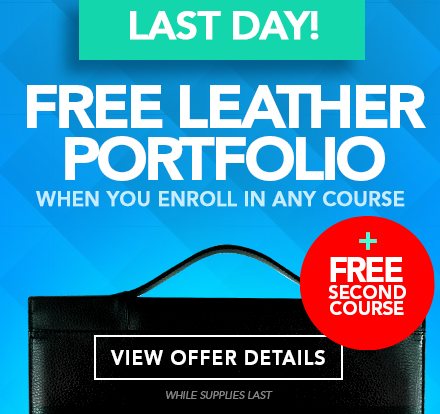 LAST DAY!
FREE LEATHER
PORTFOLIO
WHEN YOU ENROLL IN ANY COURSE
+
FREE
SECOND
COURSE
VIEW OFFER DETAILS
WHILE SUPPLIES LAST